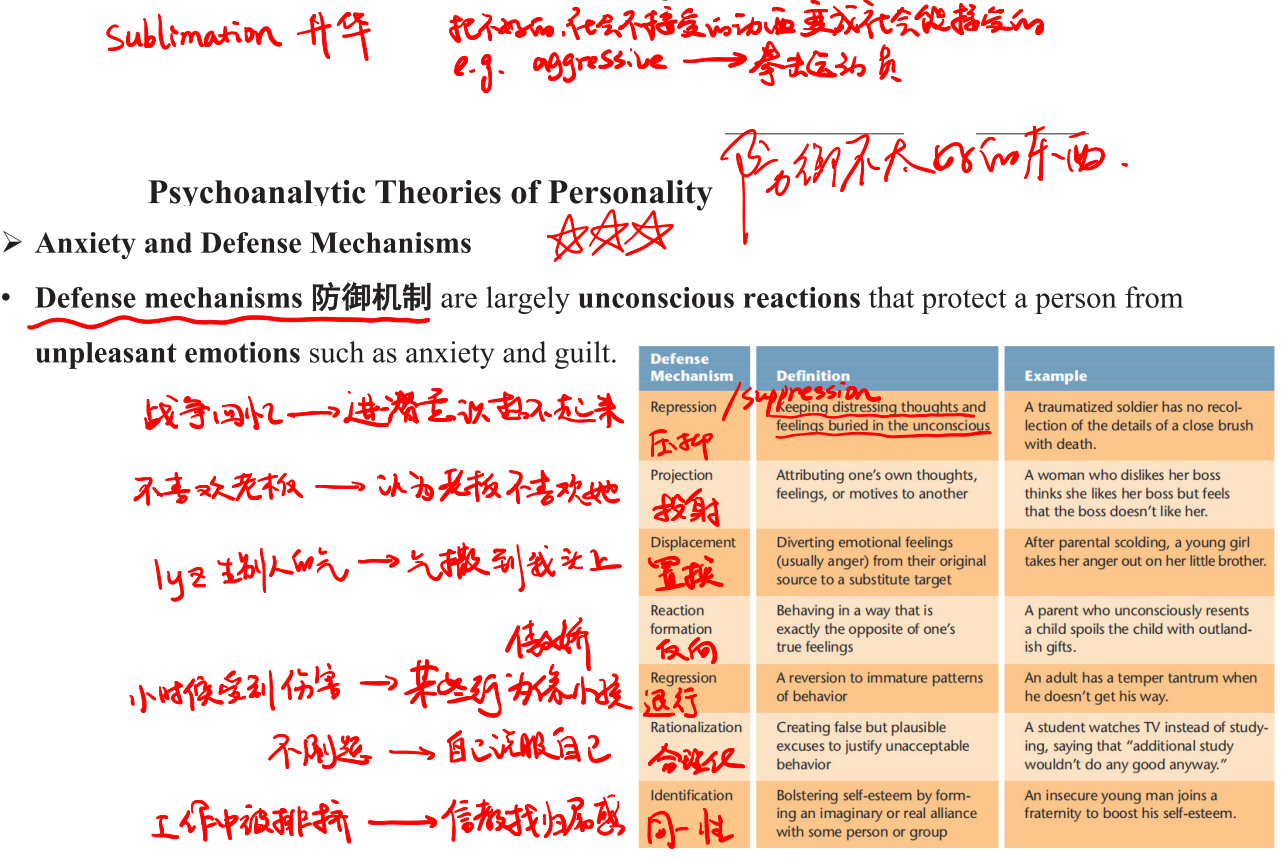 Sublimation 升华
把不好的,社会不接受的动画变成社会能接受的
e.g. aggressive → 拳击运动员
防御不太好的东西.
Psychoanalytic Theories of Personality
➢ Anxiety and Defense Mechanisms
☆☆☆
• Defense mechanisms 防御机制 are largely unconscious reactions that protect a person from
unpleasant emotions such as anxiety and guilt.
Defense Mechanism
Definition
Example
Repression
/suppression
压抑
Keeping distressing thoughts and
feelings buried in the unconscious
A traumatized soldier has no recol-
lection of the details of a close brush
with death.
战争回忆 → 进潜意识想不起来
Projection
投射
Attributing one's own thoughts,
feelings, or motives to another
A woman who dislikes her boss
thinks she likes her boss but feels
that the boss doesn't like her.
不喜欢老板 → 认为老板不喜欢她
Displacement
置换
Diverting emotional feelings
(usually anger) from their original
source to a substitute target
After parental scolding, a young girl
takes her anger out on her little brother.
lyz 生别人的气 → 气撒到我头上
Reaction
formation
反向
Behaving in a way that is
exactly the opposite of one's
true feelings
A parent who unconsciously resents
a child spoils the child with outland-
ish gifts.
傲娇
Regression
退行
A reversion to immature patterns
of behavior
An adult has a temper tantrum when
he doesn't get his way.
小时候受到伤害 → 某些行为像小孩
Rationalization
合理化
Creating false but plausible
excuses to justify unacceptable
behavior
A student watches TV instead of study-
ing, saying that "additional study
wouldn't do any good anyway."
不刷题 → 自己说服自己
Identification
同一性
Bolstering self-esteem by form-
ing an imaginary or real alliance
with some person or group
An insecure young man joins a
fraternity to boost his self-esteem.
工作中被排挤 → 信教找归属感